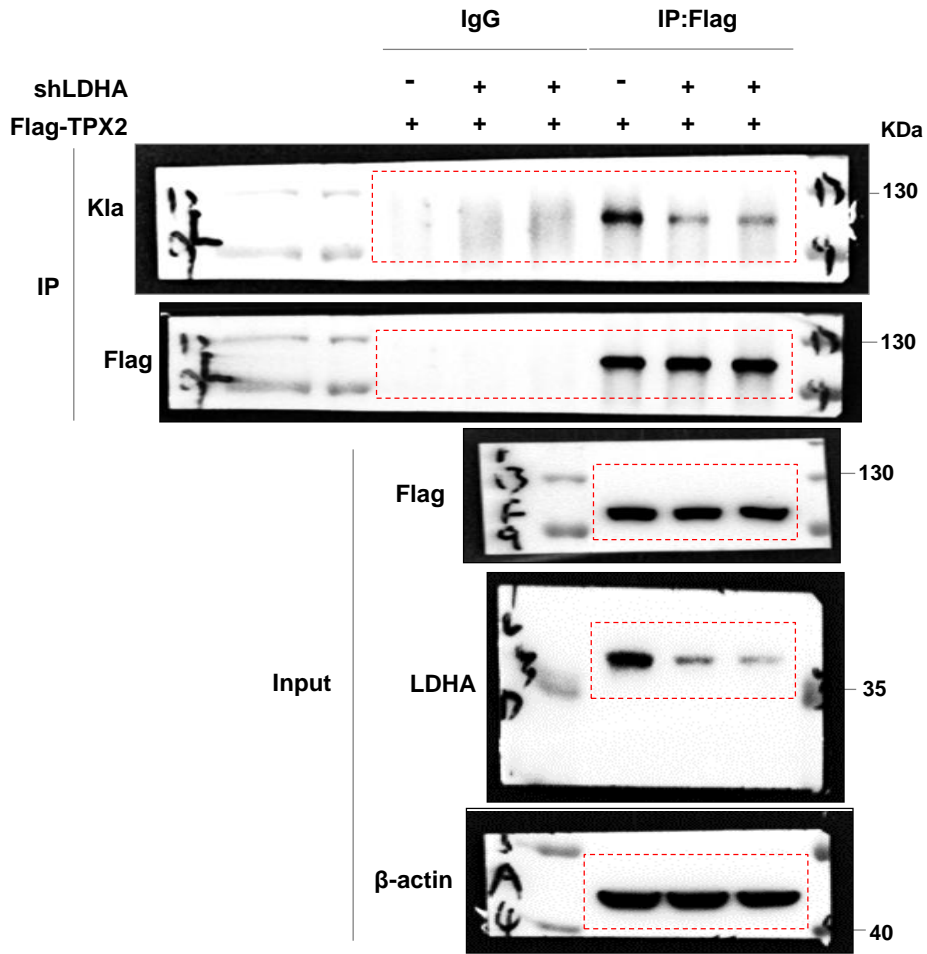 IgG IP:Flag
shLDHA - + + - + +
Flag-TPX2 + + + + + +
KDa
IP
Kla
130
Flag
130
Input
Flag
130
LDHA
35
β-actin
40